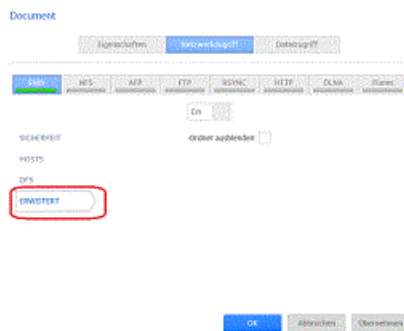 Document
Eigenschaften Netzwerkzugriff Dateizugriff
SMB NFS AFP FTP RSYNC HTTP DLNA iTunes
Ein
SICHERHEIT Ordner ausblenden:
HOSTS
DFS
ERWEITERT
OK Abbrechen Übernehmen